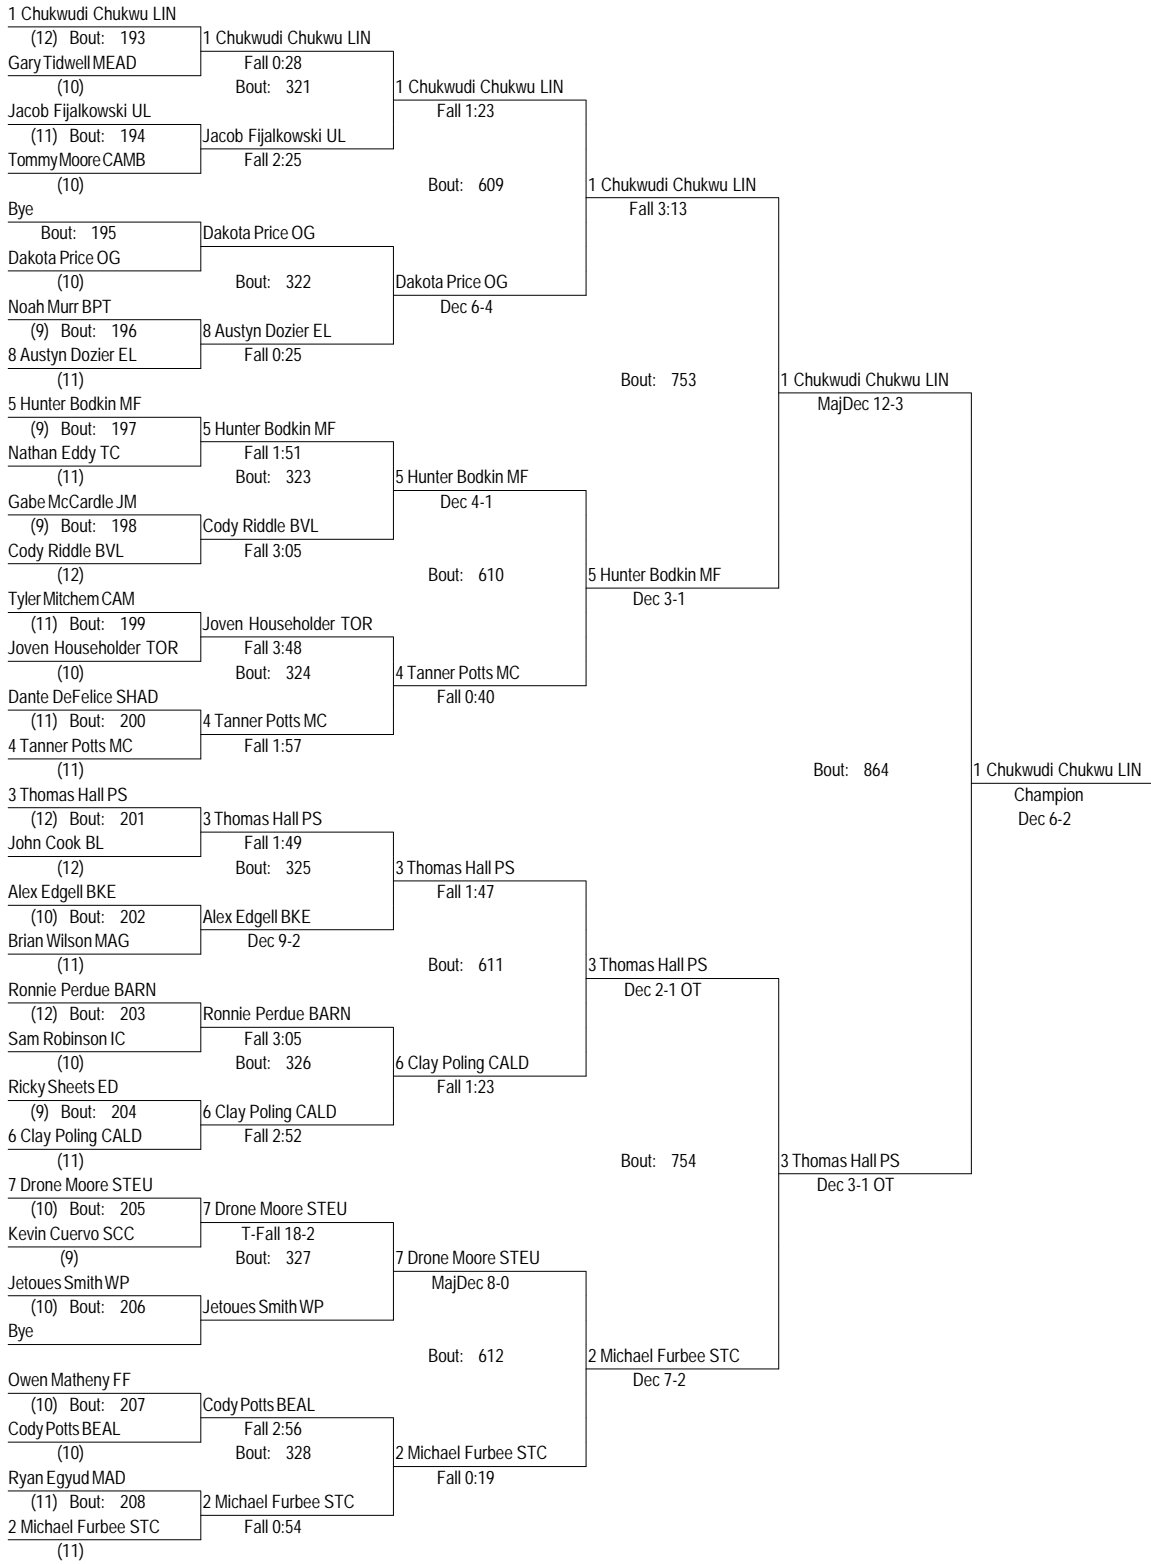 1 Chukwudi Chukwu LIN
(12) Bout: 193
Gary Tidwell MEAD
(10)
Jacob Fijalkowski UL
(11) Bout: 194
Tommy Moore CAMB
(10)
Bye
Bout: 195
Dakota Price OG
(10)
Noah Murr BPT
(9) Bout: 196
8 Austyn Dozier EL
(11)
5 Hunter Bodkin MF
(9) Bout: 197
Nathan Eddy TC
(11)
Gabe McCardle JM
(9) Bout: 198
Cody Riddle BVL
(12)
Tyler Mitchem CAM
(11) Bout: 199
Joven Householder TOR
(10)
Dante DeFelice SHAD
(11) Bout: 200
4 Tanner Potts MC
(11)
3 Thomas Hall PS
(12) Bout: 201
John Cook BL
(12)
Alex Edgell BKE
(10) Bout: 202
Brian Wilson MAG
(11)
Ronnie Perdue BARN
(12) Bout: 203
Sam Robinson IC
(10)
Ricky Sheets ED
(9) Bout: 204
6 Clay Poling CALD
(11)
7 Drone Moore STEU
(10) Bout: 205
Kevin Cuervo SCC
(9)
Jetoues Smith WP
(10) Bout: 206
Bye
Owen Matheny FF
(10) Bout: 207
Cody Potts BEAL
(10)
Ryan Egyud MAD
(11) Bout: 208
2 Michael Furbee STC
(11)
1 Chukwudi Chukwu LIN
Fall 0:28
Bout: 321
Jacob Fijalkowski UL
Fall 2:25
Dakota Price OG
Bout: 322
8 Austyn Dozier EL
Fall 0:25
5 Hunter Bodkin MF
Fall 1:51
Bout: 323
Cody Riddle BVL
Fall 3:05
Joven Householder TOR
Fall 3:48
Bout: 324
4 Tanner Potts MC
Fall 1:57
3 Thomas Hall PS
Fall 1:49
Bout: 325
Alex Edgell BKE
Dec 9-2
Ronnie Perdue BARN
Fall 3:05
Bout: 326
6 Clay Poling CALD
Fall 2:52
7 Drone Moore STEU
T-Fall 18-2
Bout: 327
Jetoues Smith WP
Cody Potts BEAL
Fall 2:56
Bout: 328
2 Michael Furbee STC
Fall 0:54
1 Chukwudi Chukwu LIN
Fall 1:23
Bout: 609
Dakota Price OG
Dec 6-4
5 Hunter Bodkin MF
Dec 4-1
Bout: 610
4 Tanner Potts MC
Fall 0:40
3 Thomas Hall PS
Fall 1:47
Bout: 611
6 Clay Poling CALD
Fall 1:23
7 Drone Moore STEU
MajDec 8-0
Bout: 612
2 Michael Furbee STC
Fall 0:19
1 Chukwudi Chukwu LIN
Fall 3:13
Bout: 753
5 Hunter Bodkin MF
Dec 3-1
3 Thomas Hall PS
Dec 2-1 OT
Bout: 754
2 Michael Furbee STC
Dec 7-2
1 Chukwudi Chukwu LIN
MajDec 12-3
Bout: 864
3 Thomas Hall PS
Dec 3-1 OT
1 Chukwudi Chukwu LIN
Champion
Dec 6-2